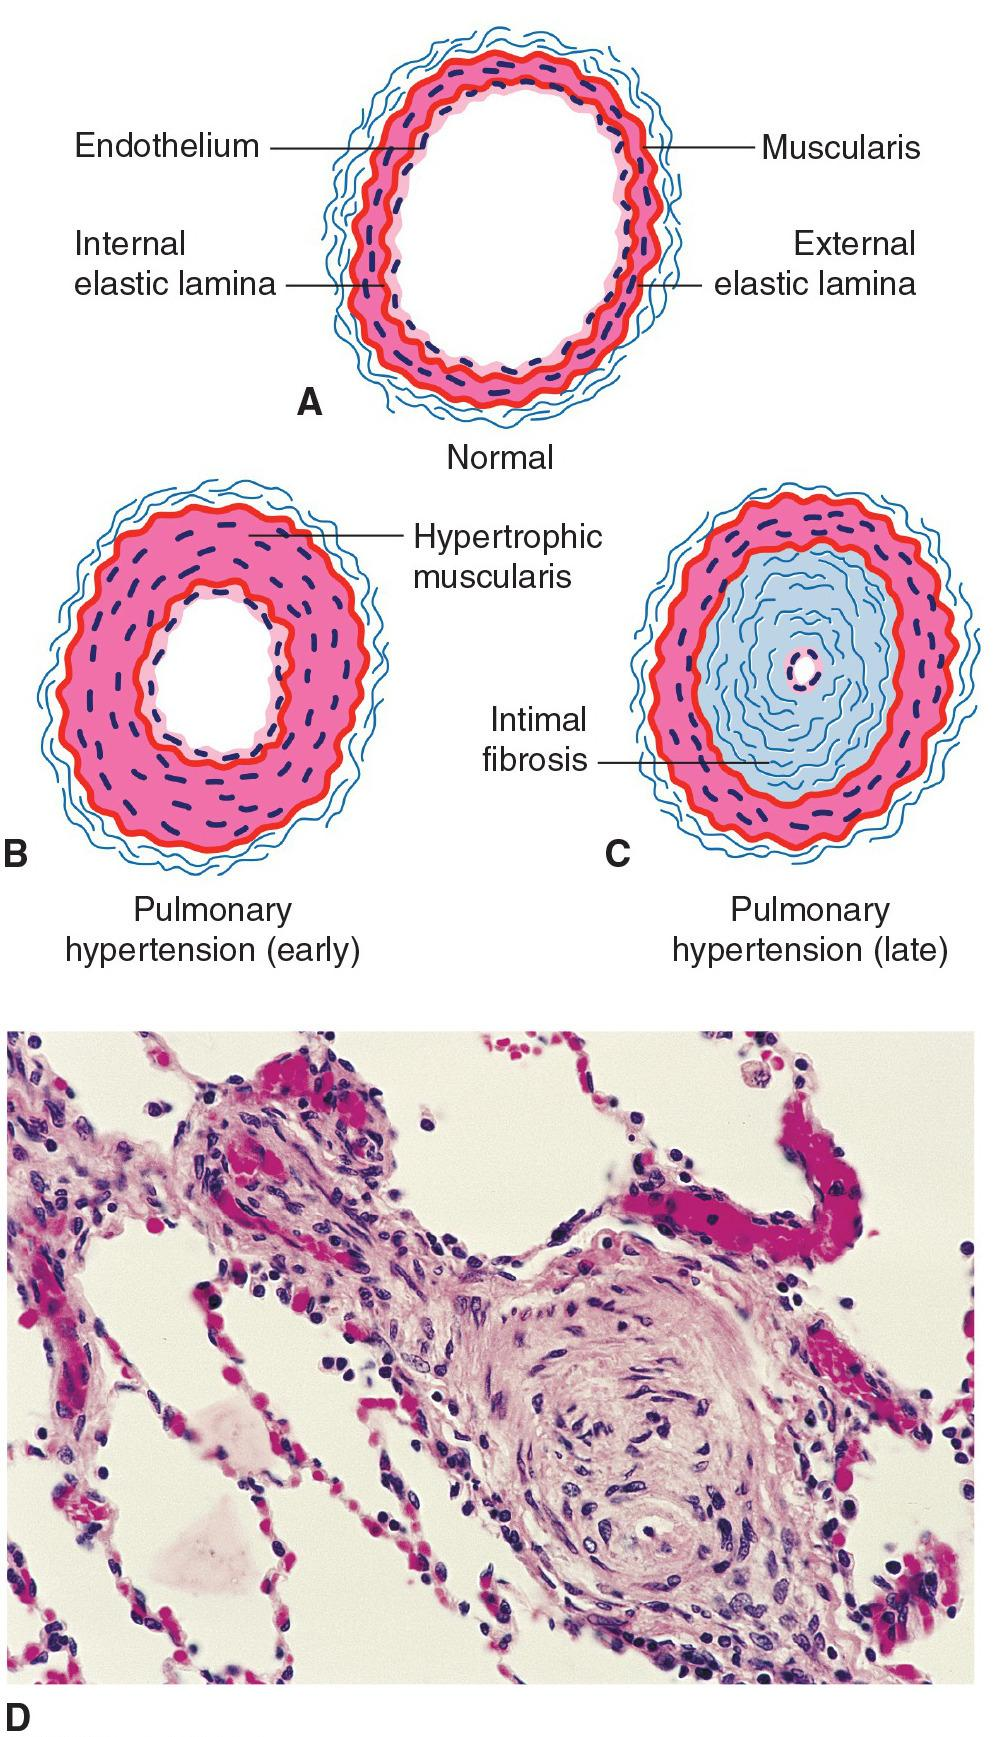 Endothelium
Muscularis
Internal
elastic lamina
External
elastic lamina
A
Normal
Hypertrophic
muscularis
Intimal
fibrosis
B
C
Pulmonary
hypertension (early)
Pulmonary
hypertension (late)
D